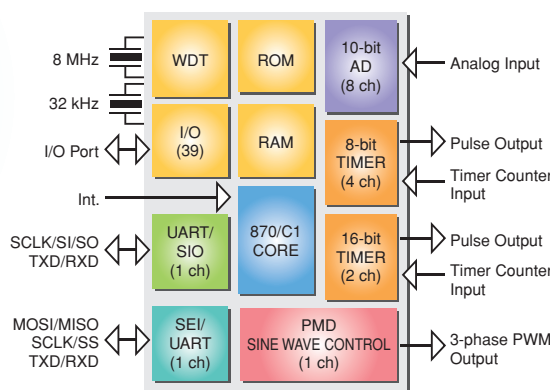 8 MHz
32 kHz
I/O Port
Int.
SCLK/SI/SO
TXD/RXD
MOSI/MISO
SCLK/SS
TXD/RXD
WDT
ROM
10-bit
AD
(8 ch)
I/O
(39)
RAM
8-bit
TIMER
(4 ch)
UART/
SIO
(1 ch)
870/C1
CORE
16-bit
TIMER
(2 ch)
SEI/
UART
(1 ch)
PMD
SINE WAVE CONTROL
(1 ch)
Analog Input
Pulse Output
Timer Counter
Input
Pulse Output
Timer Counter
Input
3-phase PWM
Output